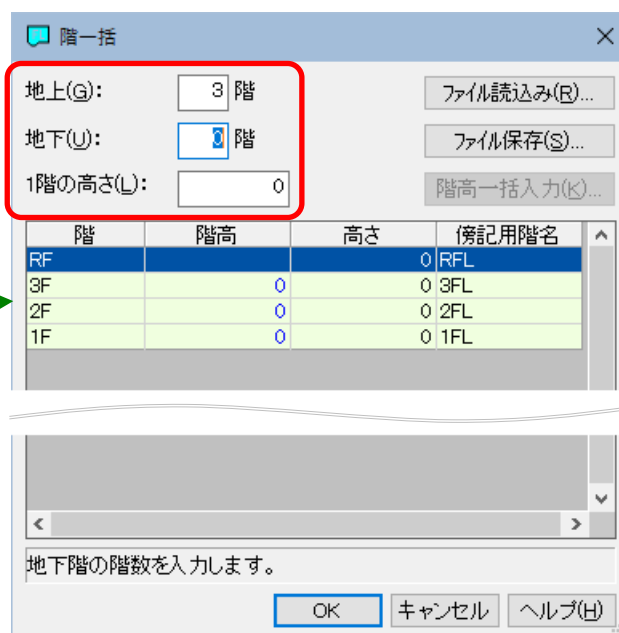 階一括
地上(G): 3 階 ファイル読込み(R)...
地下(U): 0 階 ファイル保存(S)...
1階の高さ(L): 0 階高一括入力(K)...
階 階高 高さ 傍記用階名
RF 0 RFL
3F 0 0 3FL
2F 0 0 2FL
1F 0 0 1FL
地下階の階数を入力します。
OK キャンセル ヘルプ(H)